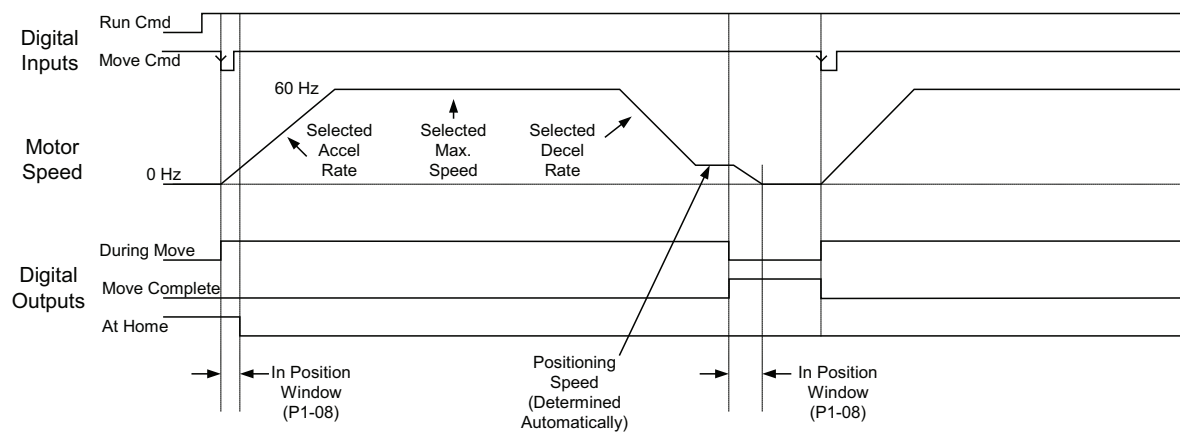 Digital
Inputs
Run Cmd
Move Cmd
Motor
Speed
60 Hz
0 Hz
Selected
Accel
Rate
Selected
Max.
Speed
Selected
Decel
Rate
Digital
Outputs
During Move
Move Complete
At Home
In Position
Window
(P1-08)
Positioning
Speed
(Determined
Automatically)
In Position
Window
(P1-08)